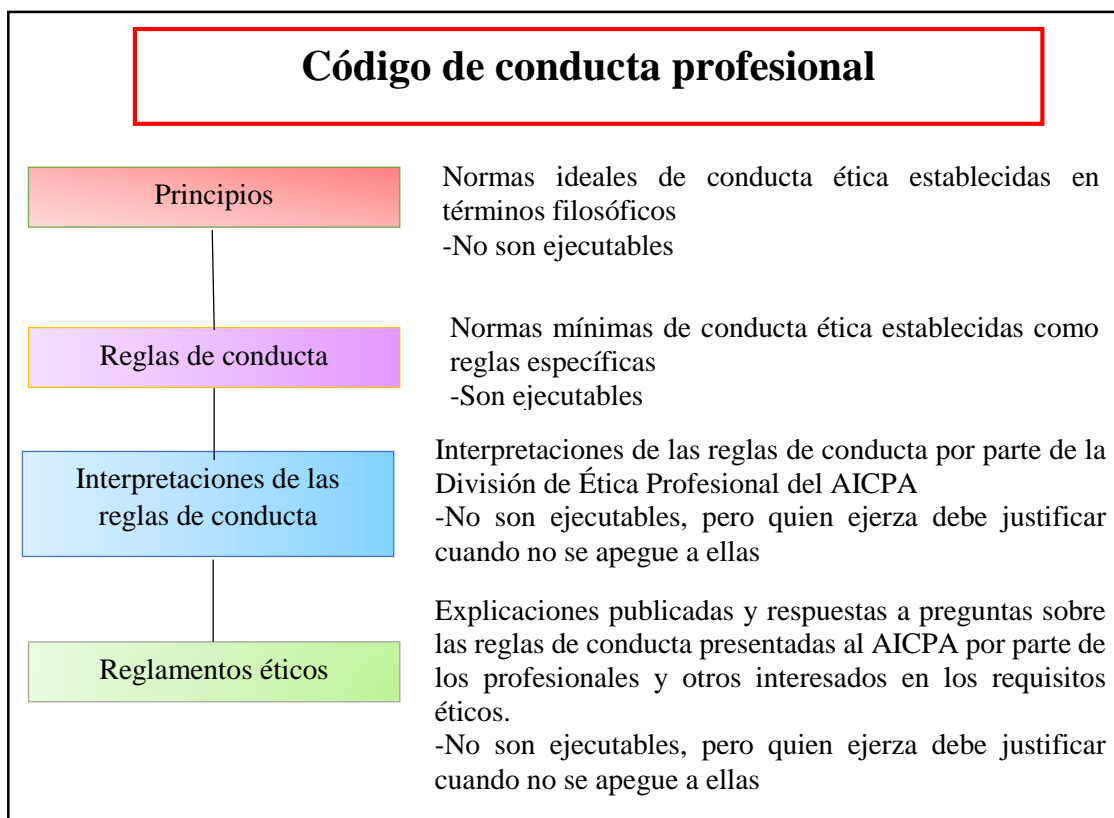 Código de conducta profesional
Principios
Normas ideales de conducta ética establecidas en
términos filosóficos
-No son ejecutables
Reglas de conducta
Normas mínimas de conducta ética establecidas como
reglas específicas
-Son ejecutables
Interpretaciones de las
reglas de conducta
Interpretaciones de las reglas de conducta por parte de la
División de Ética Profesional del AICPA
-No son ejecutables, pero quien ejerza debe justificar
cuando no se apegue a ellas
Reglamentos éticos
Explicaciones publicadas y respuestas a preguntas sobre
las reglas de conducta presentadas al AICPA por parte de
los profesionales y otros interesados en los requisitos
éticos.
-No son ejecutables, pero quien ejerza debe justificar
cuando no se apegue a ellas